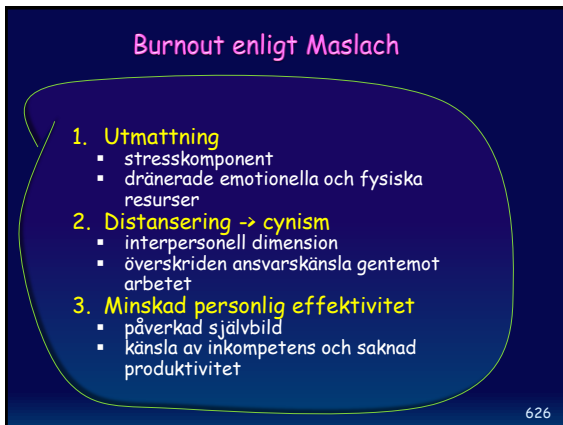 Burnout enligt Maslach
1. Utmattning
▪ stresskomponent
▪ dränerade emotionella och fysiska
resurser
2. Distansering -> cynism
▪ interpersonell dimension
▪ överskriden ansvarskänsla gentemot
arbetet
3. Minskad personlig effektivitet
▪ påverkad självbild
▪ känsla av inkompetens och saknad
produktivitet
626